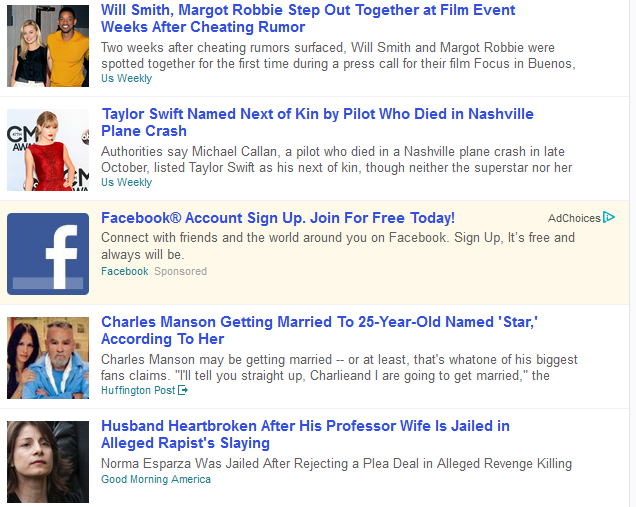 Will Smith, Margot Robbie Step Out Together at Film Event
Weeks After Cheating Rumor
Two weeks after cheating rumors surfaced, Will Smith and Margot Robbie were
spotted together for the first time during a press call for their film Focus in Buenos,
Us Weekly
Taylor Swift Named Next of Kin by Pilot Who Died in Nashville
Plane Crash
Authorities say Michael Callan, a pilot who died in a Nashville plane crash in late
October, listed Taylor Swift as his next of kin, though neither the superstar nor her
Us Weekly
Facebook® Account Sign Up. Join For Free Today!
AdChoices
Connect with friends and the world around you on Facebook. Sign Up, It's free and
always will be.
Facebook Sponsored
Charles Manson Getting Married To 25-Year-Old Named 'Star,'
According To Her
Charles Manson may be getting married -- or at least, that's whatone of his biggest
fans claims. "I'll tell you straight up, Charlieand I are going to get married," the
Huffington Post
Husband Heartbroken After His Professor Wife Is Jailed in
Alleged Rapist's Slaying
Norma Esparza Was Jailed After Rejecting a Plea Deal in Alleged Revenge Killing
Good Morning America